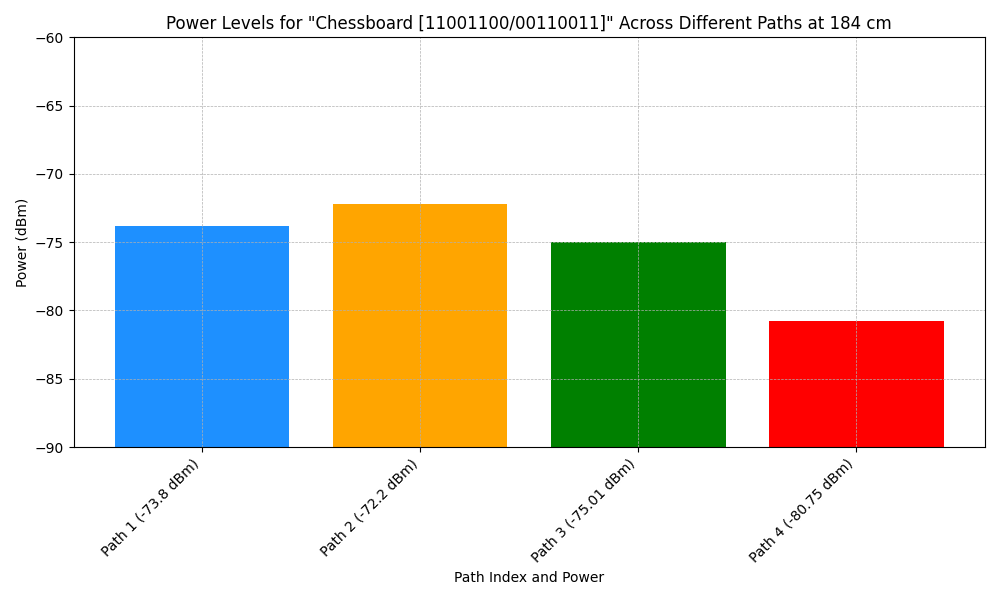 Power Levels for "Chessboard [11001100/00110011]" Across Different Paths at 184 cm
Power (dBm)
−60
−65
−70
−75
−80
−85
−90
Path 1 (-73.8 dBm)
Path 2 (-72.2 dBm)
Path 3 (-75.01 dBm)
Path 4 (-80.75 dBm)
Path Index and Power